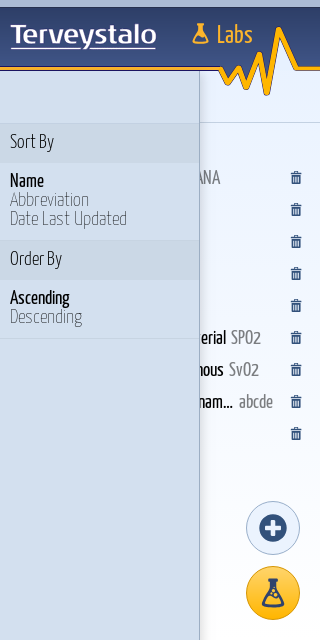 Terveystalo
Labs
Sort By
Name
Abbreviation
Date Last Updated
Order By
Ascending
Descending
ANA
erial SPO2
nous SvO2
nam... abcde